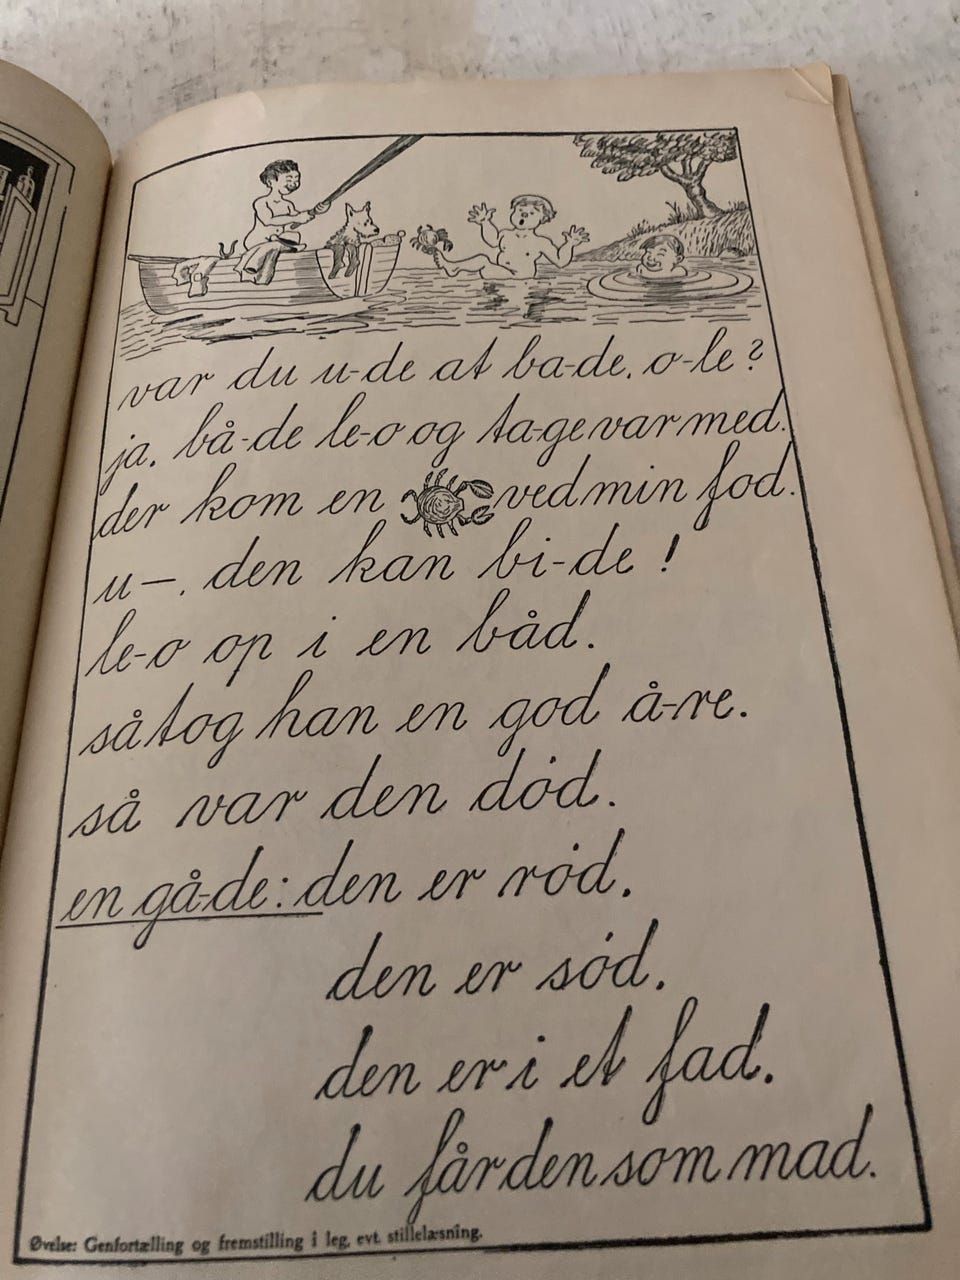 var du u-de at ba-de, o-le?
ja, bå-de le-o og ta-ge var med.
der kom en ved min fod.
u—, den kan bi-de!
le-o op i en båd.
så tog han en god å-re.
så var den død.
en gå-de: den er rød.
den er sød.
den er i et fad.
du får den som mad.
Øvelse: Genfortælling og fremstilling i leg, evt. stillelæsning.